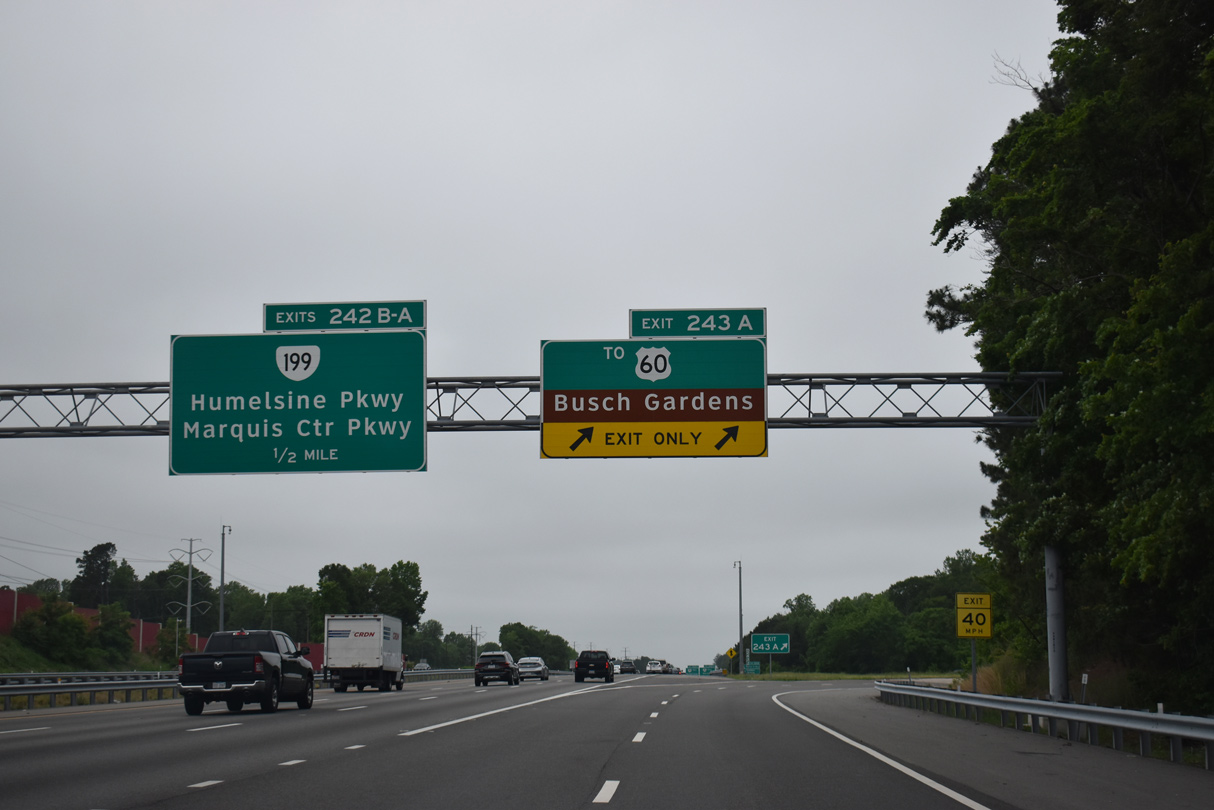 EXITS 242 B-A
199
Humelsine Pkwy
Marquis Ctr Pkwy
1/2 MILE
EXIT 243 A
TO 60
Busch Gardens
EXIT ONLY
CRDN
EXIT
243 A
EXIT
40
MPH